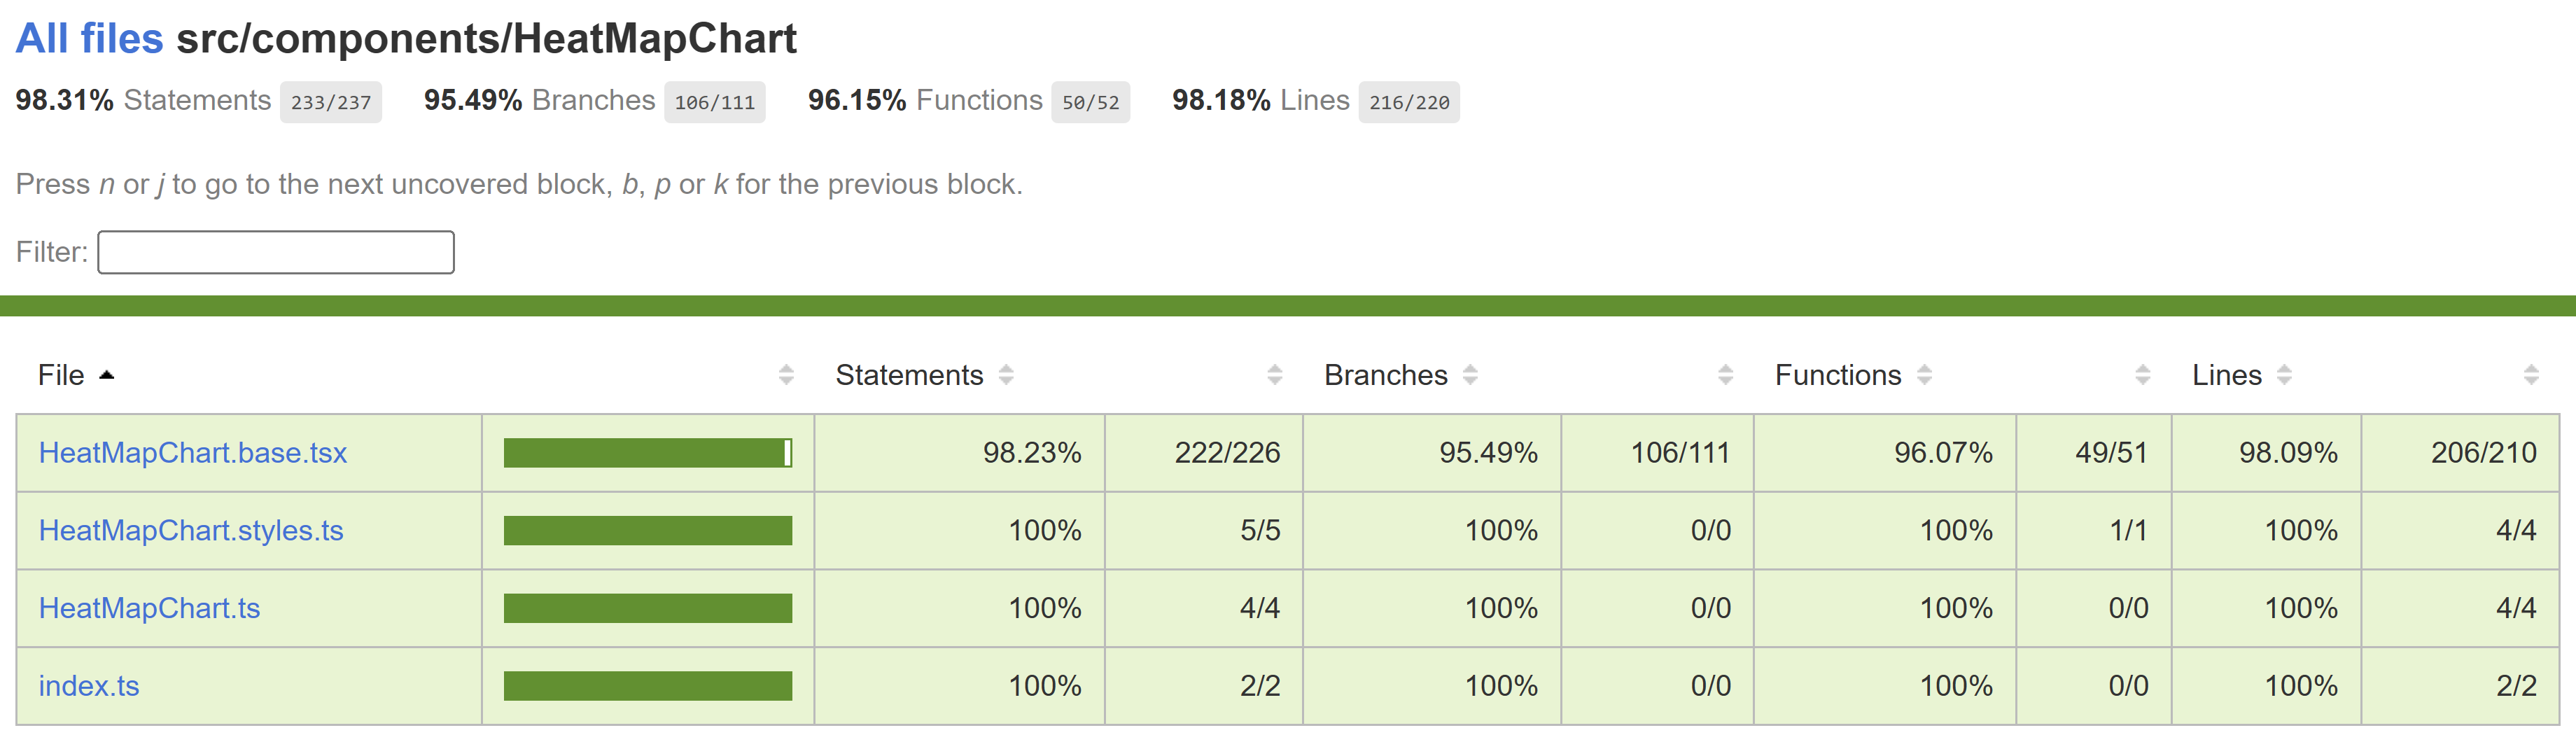 All files src/components/HeatMapChart
98.31% Statements 233/237 95.49% Branches 106/111 96.15% Functions 50/52 98.18% Lines 216/220
Press n or j to go to the next uncovered block, b, p or k for the previous block.
Filter:
File Statements Branches Functions Lines
HeatMapChart.base.tsx 98.23% 222/226 95.49% 106/111 96.07% 49/51 98.09% 206/210
HeatMapChart.styles.ts 100% 5/5 100% 0/0 100% 1/1 100% 4/4
HeatMapChart.ts 100% 4/4 100% 0/0 100% 0/0 100% 4/4
index.ts 100% 2/2 100% 0/0 100% 0/0 100% 2/2